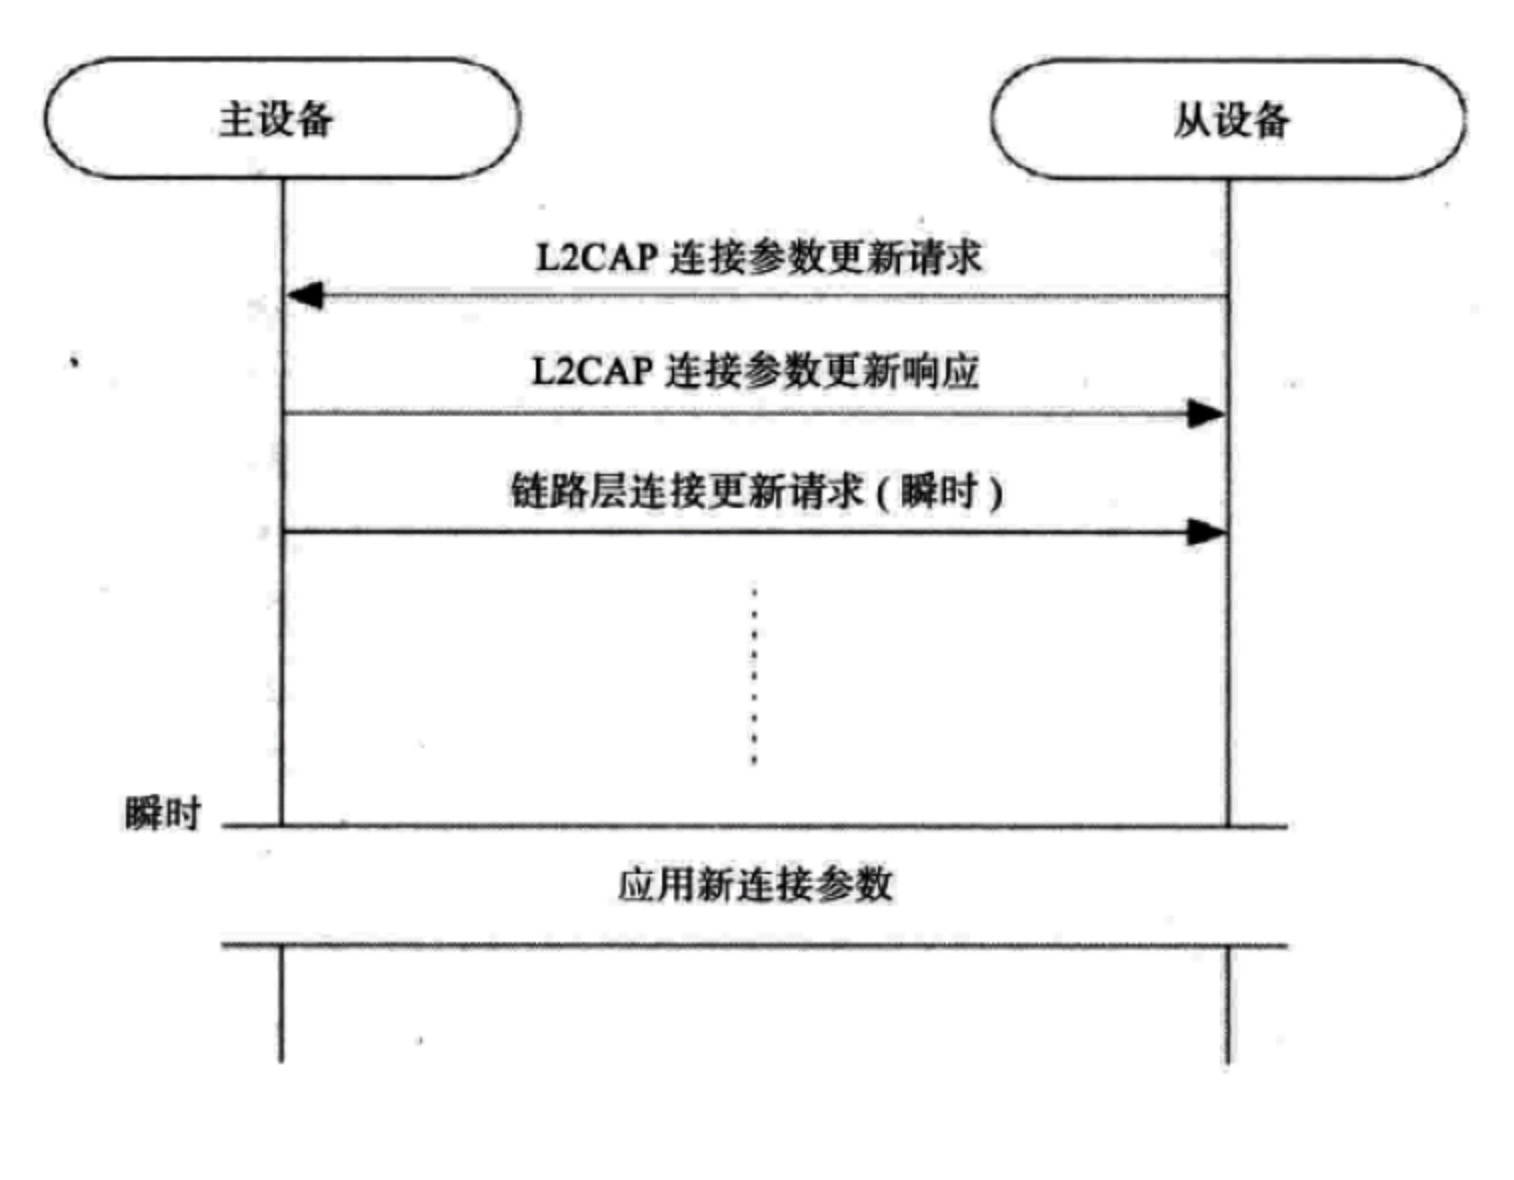 主设备
从设备
L2CAP 连接参数更新请求
L2CAP 连接参数更新响应
链路层连接更新请求 ( 瞬时 )
瞬时
应用新连接参数